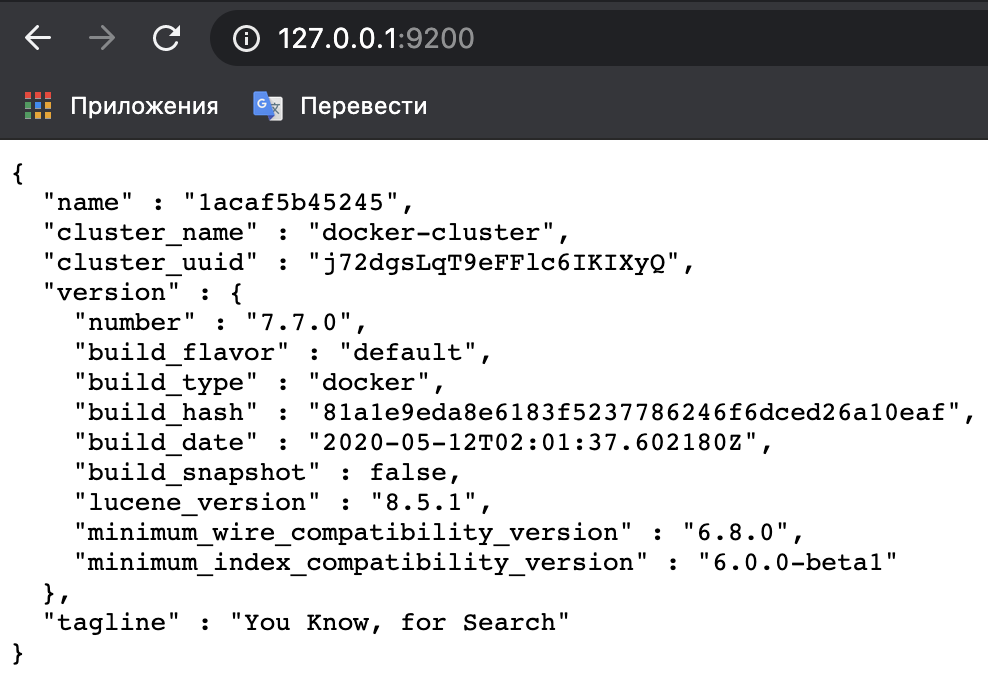 127.0.0.1:9200
Приложения Перевести
{
  "name" : "1acaf5b45245",
  "cluster_name" : "docker-cluster",
  "cluster_uuid" : "j72dgsLqT9eFFlc6IKIXyQ",
  "version" : {
    "number" : "7.7.0",
    "build_flavor" : "default",
    "build_type" : "docker",
    "build_hash" : "81a1e9eda8e6183f5237786246f6dced26a10eaf",
    "build_date" : "2020-05-12T02:01:37.602180Z",
    "build_snapshot" : false,
    "lucene_version" : "8.5.1",
    "minimum_wire_compatibility_version" : "6.8.0",
    "minimum_index_compatibility_version" : "6.0.0-beta1"
  },
  "tagline" : "You Know, for Search"
}